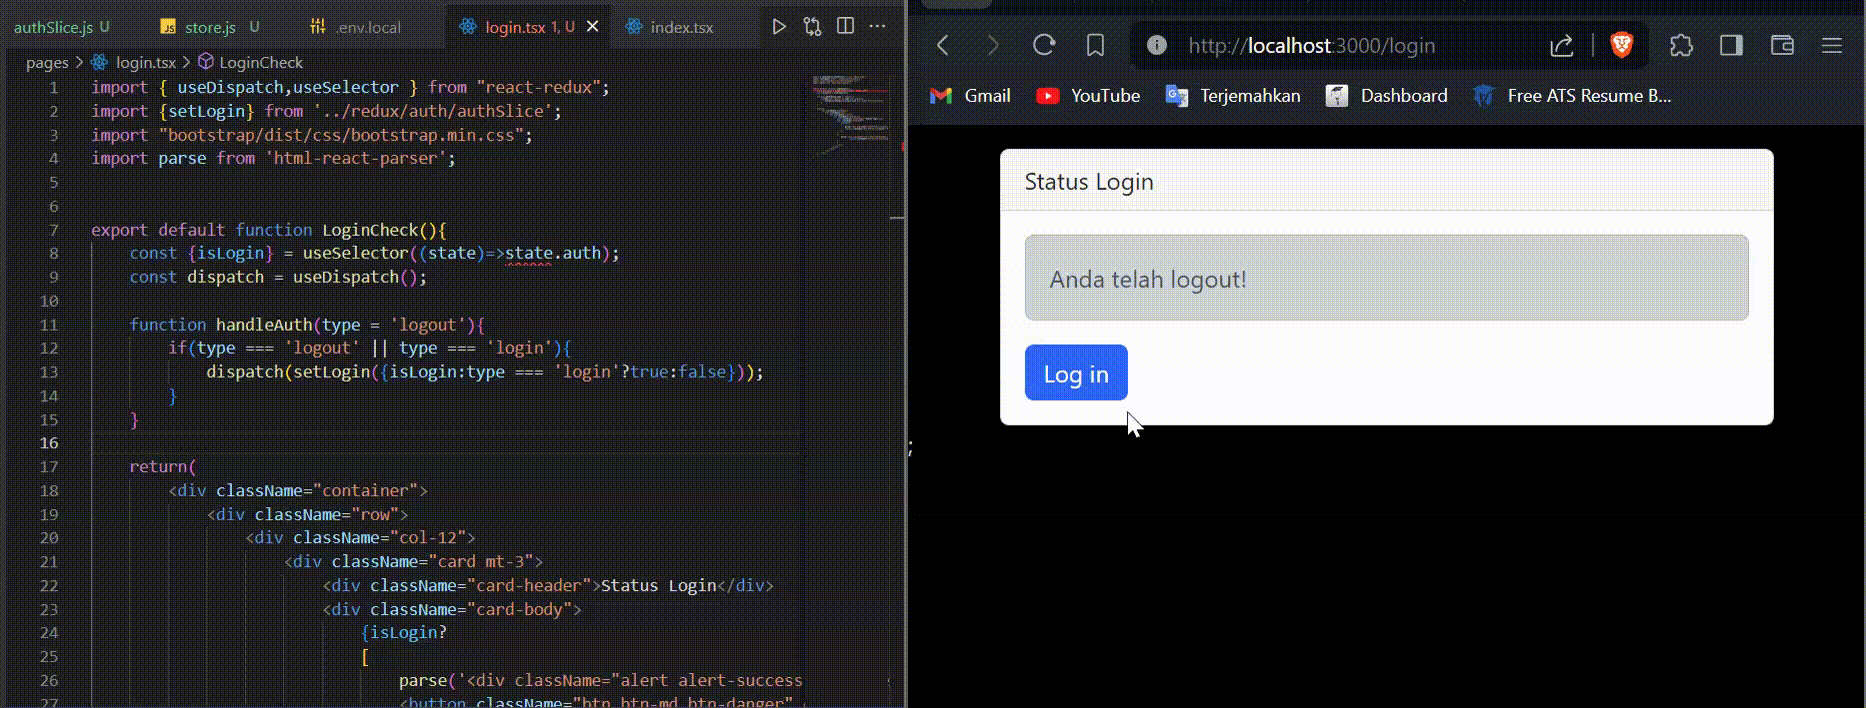 authSlice.js U
store.js U
.env.local
login.tsx 1, U
index.tsx
pages > login.tsx > LoginCheck
1 import { useDispatch,useSelector } from "react-redux";
2 import {setLogin} from '../redux/auth/authSlice';
3 import "bootstrap/dist/css/bootstrap.min.css";
4 import parse from 'html-react-parser';
5
6
7 export default function LoginCheck(){
8 const {isLogin} = useSelector((state)=>state.auth);
9 const dispatch = useDispatch();
10
11 function handleAuth(type = 'logout'){
12 if(type === 'logout' || type === 'login'){
13 dispatch(setLogin({isLogin:type === 'login'?true:false}));
14 }
15 }
16
17 return(
18 <div className="container">
19 <div className="row">
20 <div className="col-12">
21 <div className="card mt-3">
22 <div className="card-header">Status Login</div>
23 <div className="card-body">
24 {isLogin?
25 [
26 parse('<div className="alert alert-success
27 <button className="btn btn-md btn-danger"
http://localhost:3000/login
Gmail
YouTube
Terjemahkan
Dashboard
Free ATS Resume B...
Status Login
Anda telah logout!
Log in
;